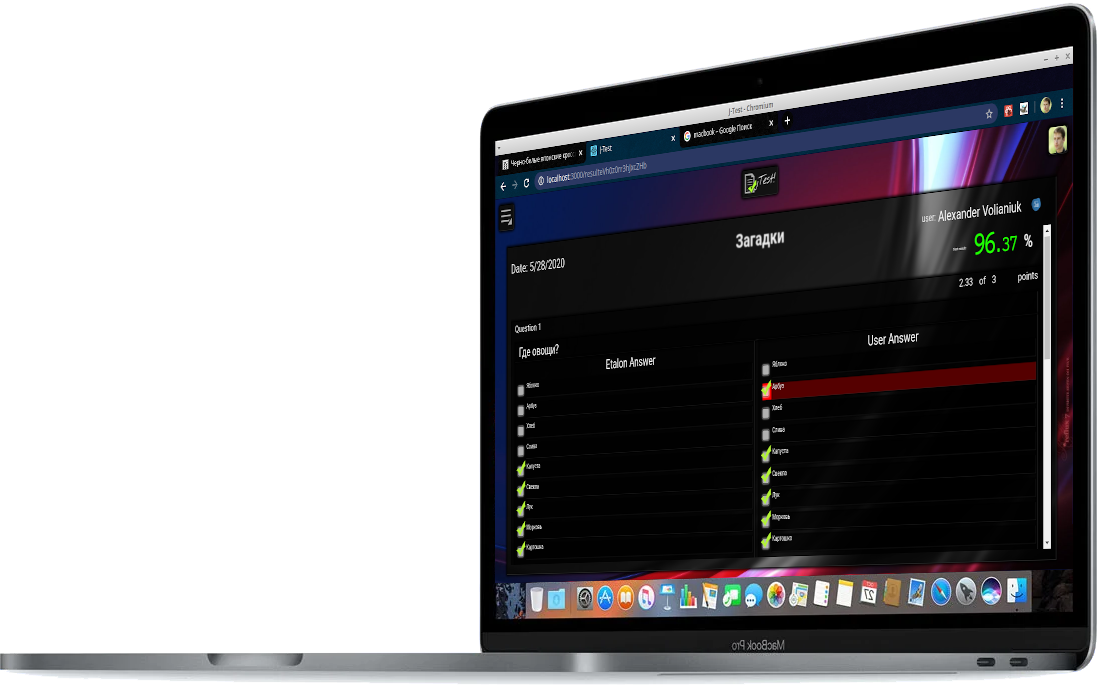 J-Test - Chromium
Черно-белые японские крос
J-Test
macbook - Google Поиск
localhost:3000/results/
Test!
user: Alexander Volianiuk
Загадки
96.37 %
Date: 5/28/2020
2.33 of 3 points
Question 1
Где овощи?
Etalon Answer
Яблоко
Арбуз
Хлеб
Слива
Капуста
Свекла
Лук
Морковь
Картошка
User Answer
Яблоко
Арбуз
Хлеб
Слива
Капуста
Свекла
Лук
Морковь
Картошка
27
MacBook Pro